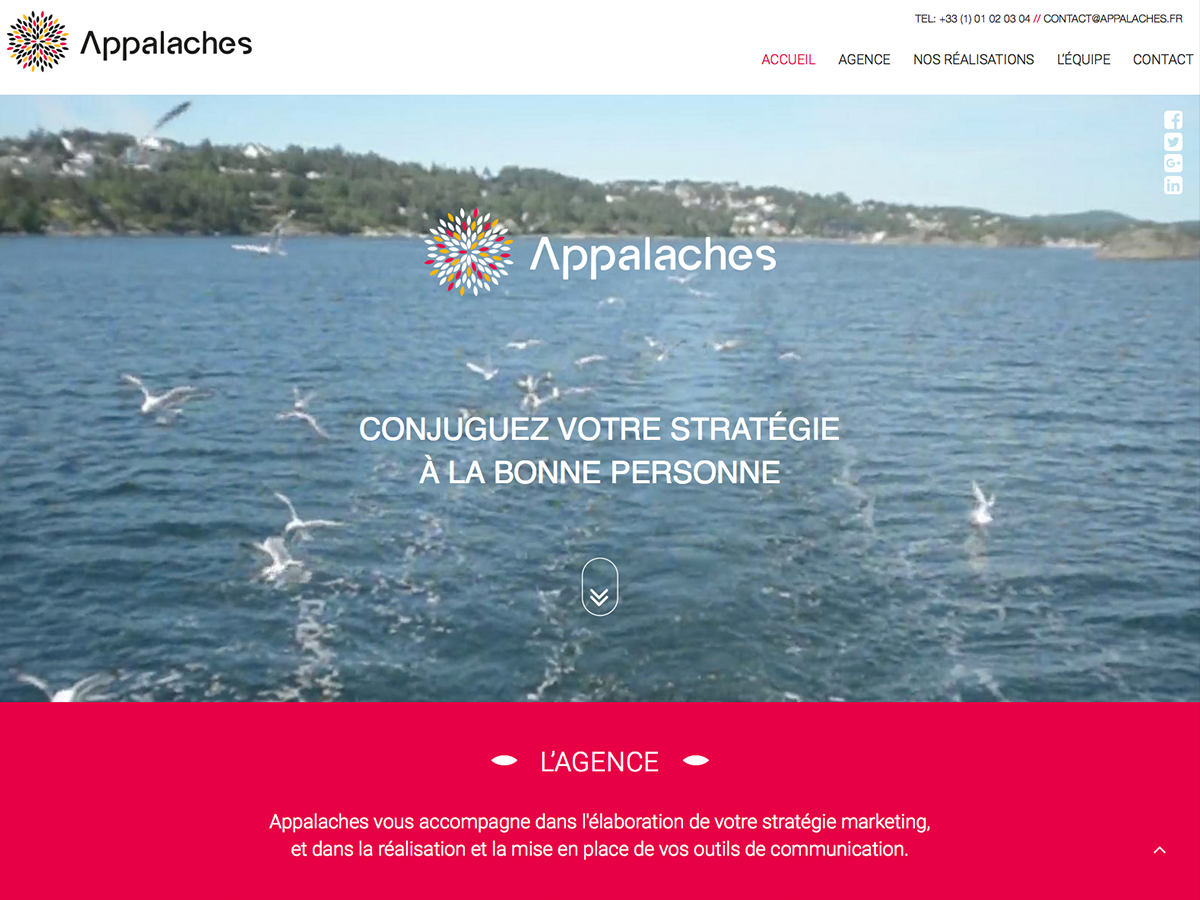 Appalaches
TEL: +33 (1) 01 02 03 04 // CONTACT@APPALACHES.FR
ACCUEIL AGENCE NOS RÉALISATIONS L'ÉQUIPE CONTACT
Appalaches
CONJUGUEZ VOTRE STRATÉGIE
À LA BONNE PERSONNE
L'AGENCE
Appalaches vous accompagne dans l'élaboration de votre stratégie marketing,
et dans la réalisation et la mise en place de vos outils de communication.